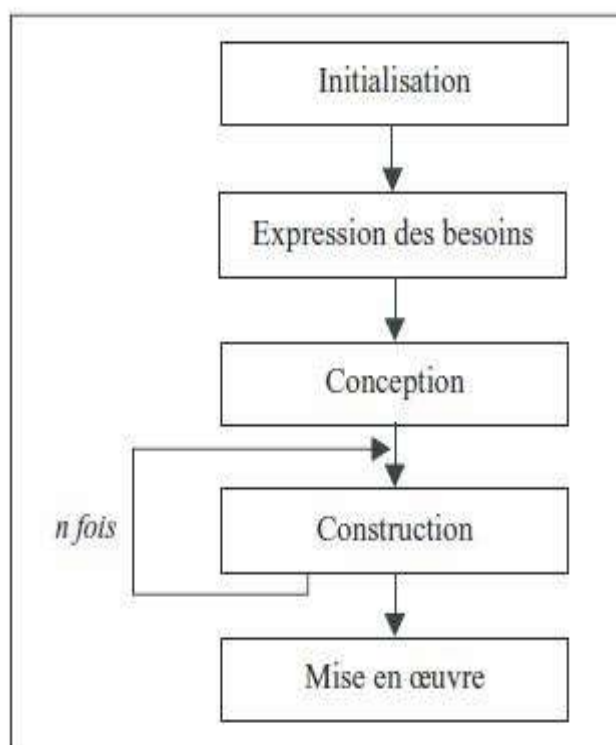 Initialisation
Expression des besoins
Conception
n fois
Construction
Mise en œuvre